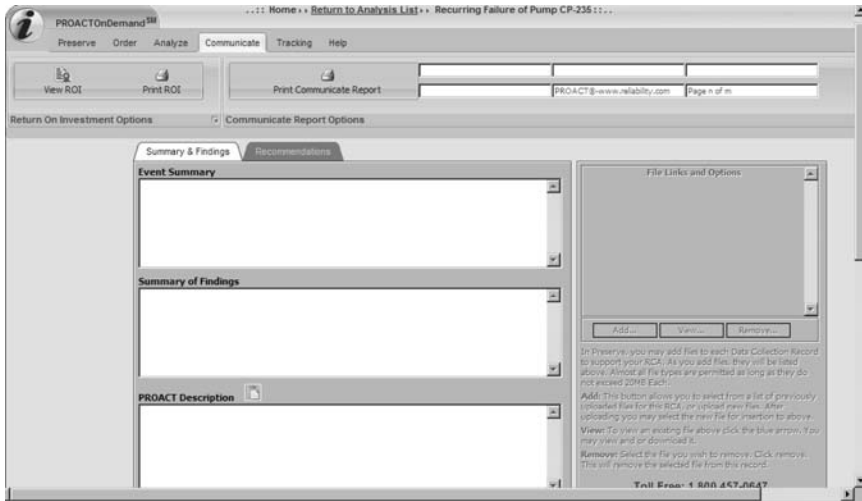 ..:: Home ›› Return to Analysis List ›› Recurring Failure of Pump CP-235 ::..
PROACTOnDemand SM
Preserve Order Analyze Communicate Tracking Help
View ROI Print ROI Print Communicate Report
PROACT®-www.reliability.com Page n of m
Return On Investment Options Communicate Report Options
Summary & Findings Recommendations
Event Summary
Summary of Findings
PROACT Description
File Links and Options
Add... View... Remove...
In Preserve, you may add files to each Data Collection Record
to support your RCA. As you add files, they will be listed
above. Almost all file types are permitted as long as they do
not exceed 20MB Each.
Add: This button allows you to select from a list of previously
uploaded files for this RCA, or upload new files. After
uploading you may select the new file for insertion to above.
View: To view an existing file above click the blue arrow. You
may view and or download it.
Remove: Select the file you wish to remove. Click remove.
This will remove the selected file from this record.
Toll Free: 1 800 457-0647